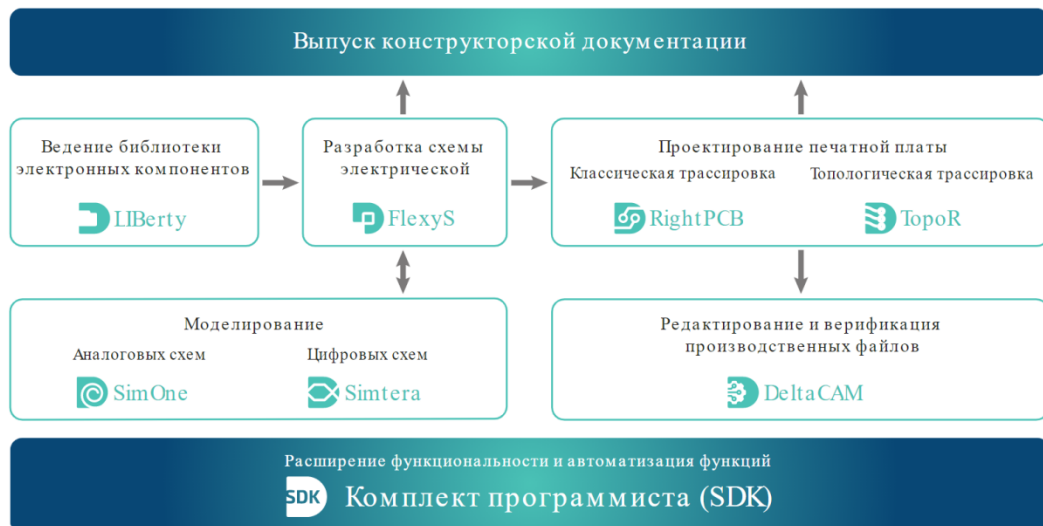 Выпуск конструкторской документации
Ведение библиотеки
электронных компонентов
LIBerty
Разработка схемы
электрической
FlexyS
Проектирование печатной платы
Классическая трассировка
Топологическая трассировка
RightPCB
TopoR
Моделирование
Аналоговых схем
Цифровых схем
SimOne
Simtera
Редактирование и верификация
производственных файлов
DeltaCAM
Расширение функциональности и автоматизация функций
SDK
Комплект программиста (SDK)